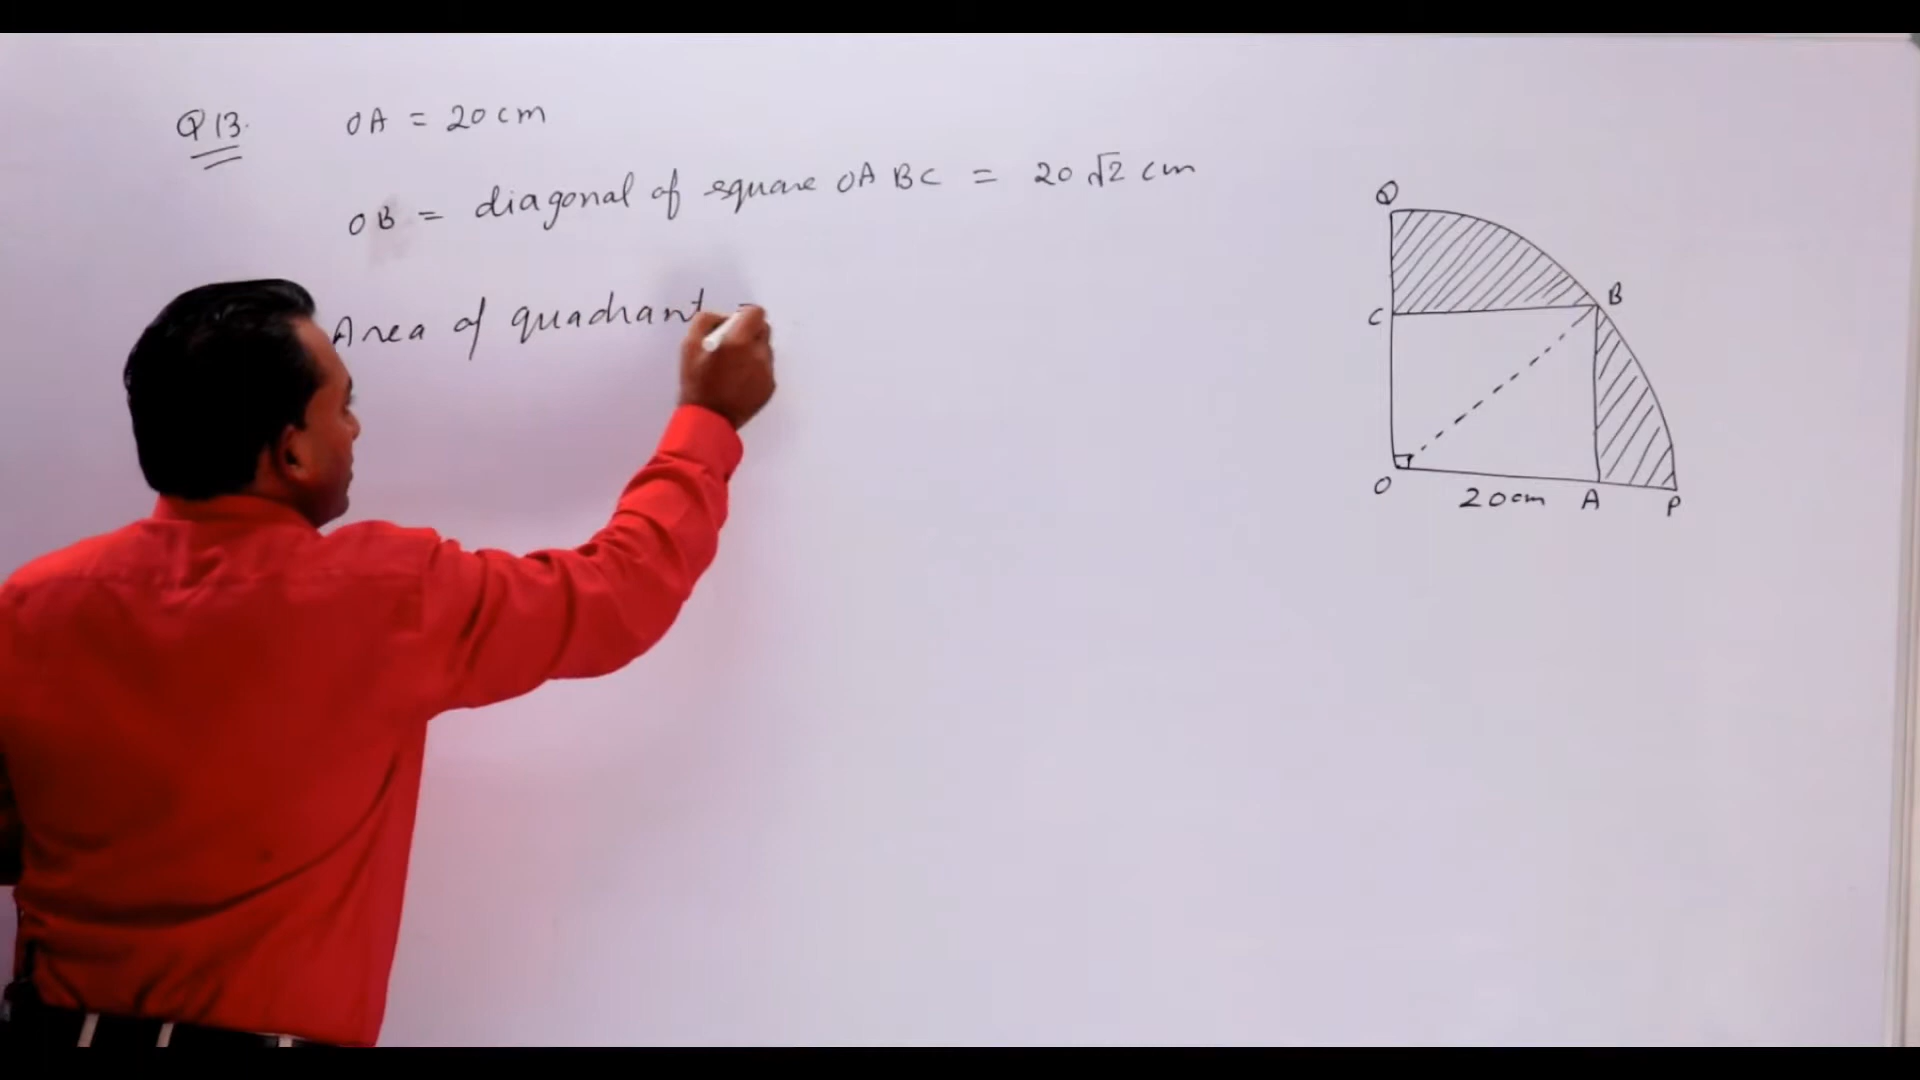 Q13.
OA = 20 cm
OB = diagonal of square OABC = 20√2 cm
Area of quadrant =
Q
B
C
O
20cm
A
P